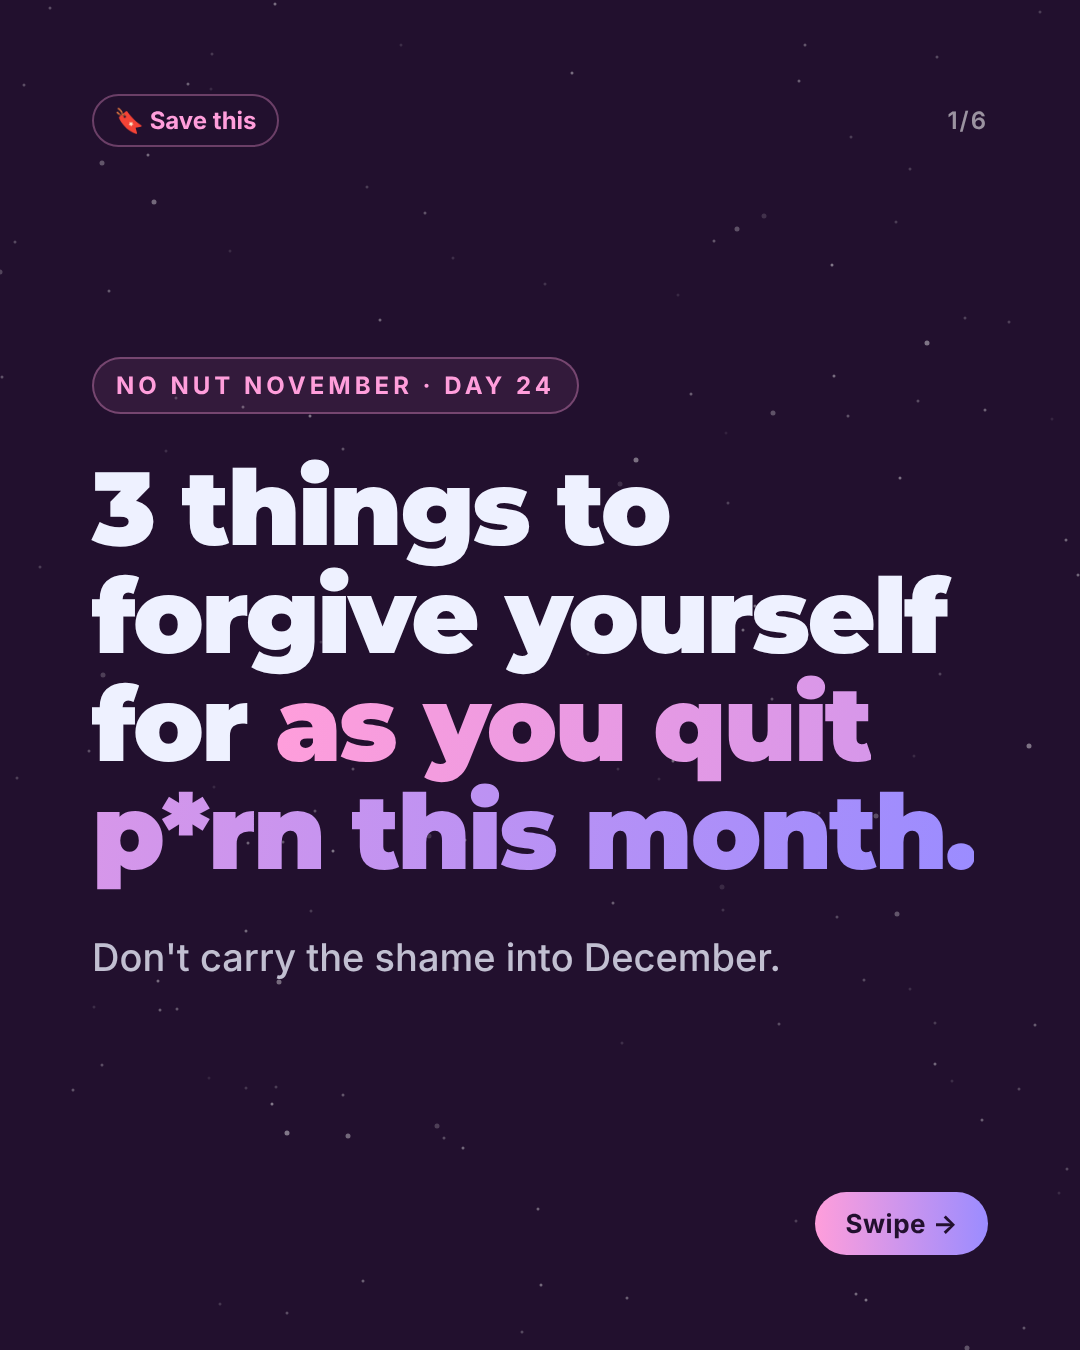 🔖 Save this
1/6
NO NUT NOVEMBER · DAY 24
3 things to
forgive yourself
for as you quit
p*rn this month.
Don't carry the shame into December.
Swipe →